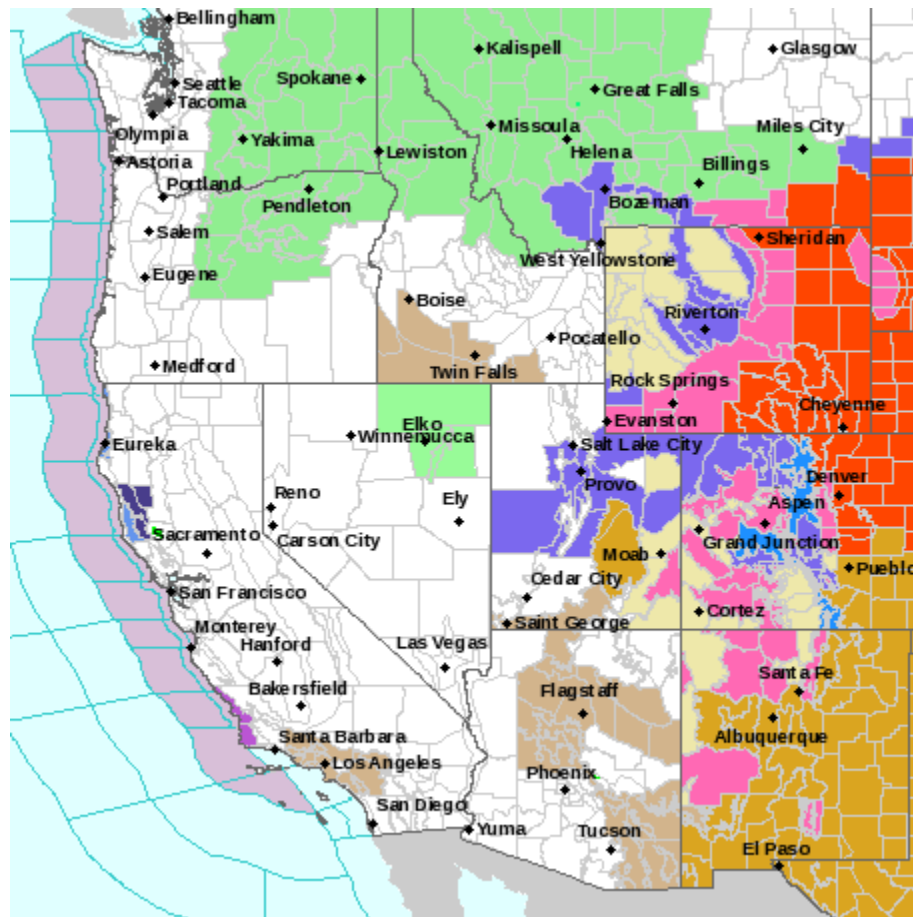 Bellingham
Kalispell
Glasgow
Seattle
Spokane
Tacoma
Great Falls
Olympia
Yakima
Missoula
Miles City
Astoria
Lewiston
Helena
Billings
Portland
Pendleton
Bozeman
Salem
Sheridan
West Yellowstone
Eugene
Boise
Riverton
Pocatello
Medford
Twin Falls
Rock Springs
Cheyenne
Elko
Evanston
Eureka
Winnemucca
Salt Lake City
Provo
Denver
Reno
Ely
Aspen
Sacramento
Carson City
Grand Junction
Moab
Pueblo
Cedar City
San Francisco
Cortez
Saint George
Monterey
Hanford
Las Vegas
Santa Fe
Bakersfield
Flagstaff
Albuquerque
Santa Barbara
Los Angeles
Phoenix
San Diego
Yuma
Tucson
El Paso